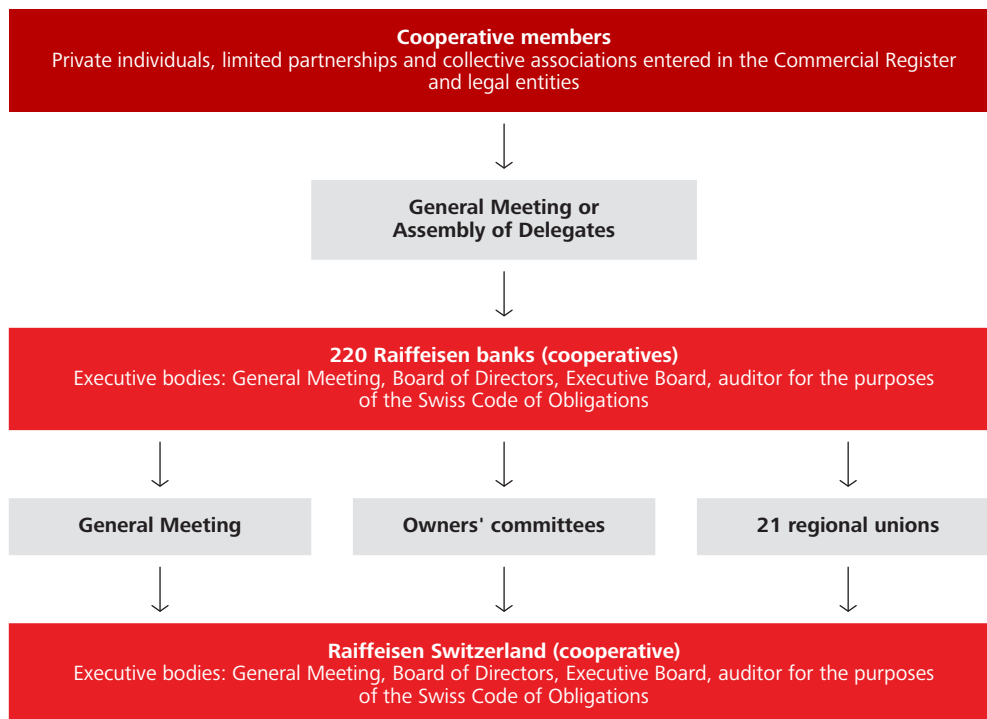 Cooperative members
Private individuals, limited partnerships and collective associations entered in the Commercial Register
and legal entities
General Meeting or
Assembly of Delegates
220 Raiffeisen banks (cooperatives)
Executive bodies: General Meeting, Board of Directors, Executive Board, auditor for the purposes
of the Swiss Code of Obligations
General Meeting
Owners' committees
21 regional unions
Raiffeisen Switzerland (cooperative)
Executive bodies: General Meeting, Board of Directors, Executive Board, auditor for the purposes
of the Swiss Code of Obligations